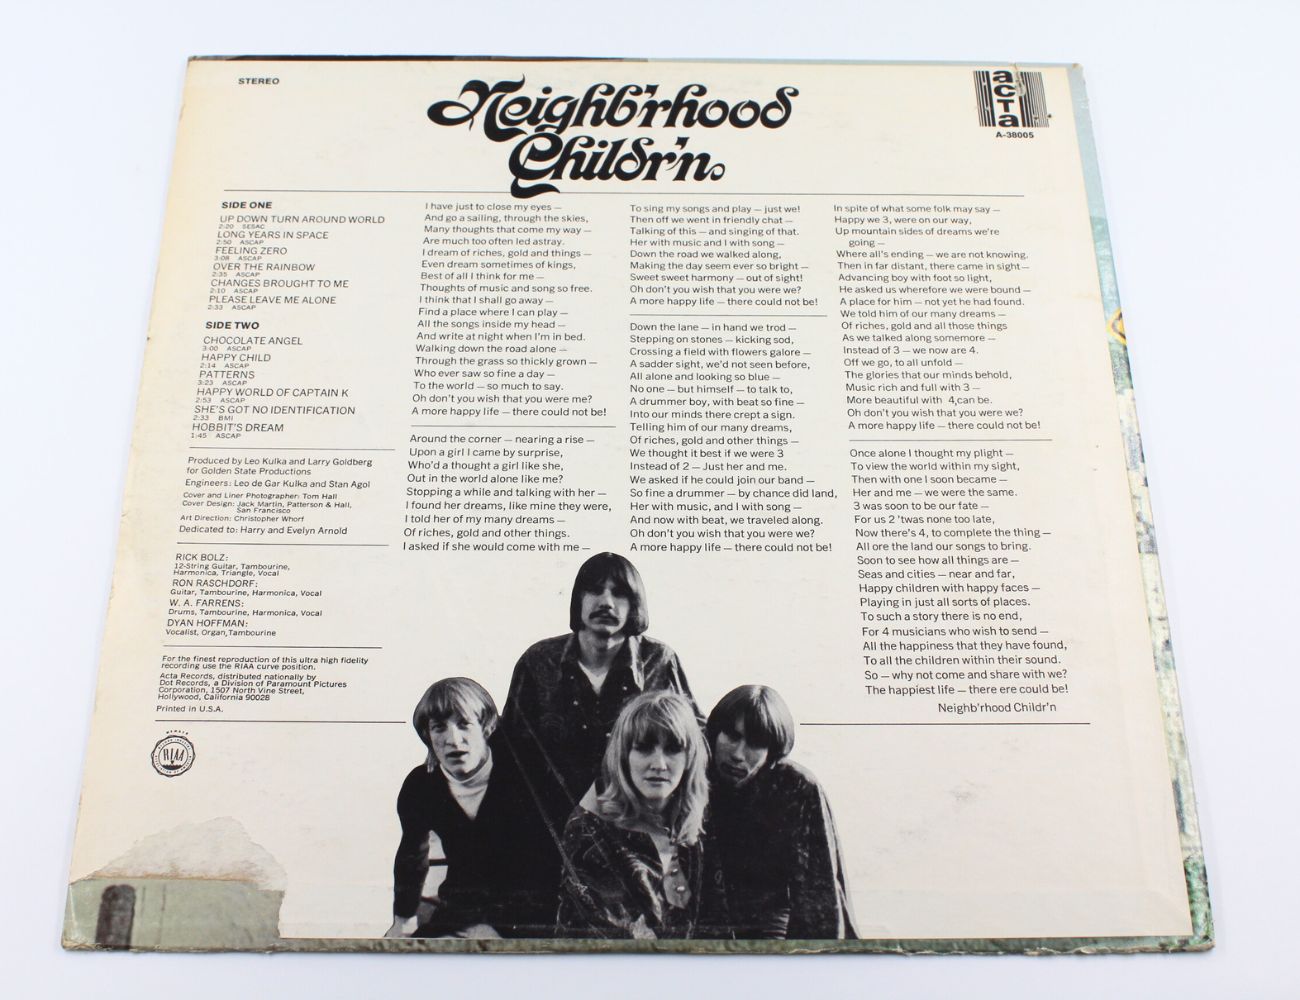 STEREO
Neighb'rhood
Childr'n
acTa
A-38005
SIDE ONE
UP DOWN TURN AROUND WORLD
2:20 SESAC
LONG YEARS IN SPACE
2:50 ASCAP
FEELING ZERO
3:08 ASCAP
OVER THE RAINBOW
2:35 ASCAP
CHANGES BROUGHT TO ME
2:10 ASCAP
PLEASE LEAVE ME ALONE
2:33 ASCAP
SIDE TWO
CHOCOLATE ANGEL
3:00 ASCAP
HAPPY CHILD
2:14 ASCAP
PATTERNS
3:23 ASCAP
HAPPY WORLD OF CAPTAIN K
2:53 ASCAP
SHE'S GOT NO IDENTIFICATION
2:33 BMI
HOBBIT'S DREAM
1:45 ASCAP
Produced by Leo Kulka and Larry Goldberg
for Golden State Productions
Engineers: Leo de Gar Kulka and Stan Agol
Cover and Liner Photographer: Tom Hall
Cover Design: Jack Martin, Patterson & Hall,
San Francisco
Art Direction: Christopher Whorf
Dedicated to: Harry and Evelyn Arnold
RICK BOLZ:
12-String Guitar, Tambourine,
Harmonica, Triangle, Vocal
RON RASCHDORF:
Guitar, Tambourine, Harmonica, Vocal
W. A. FARRENS:
Drums, Tambourine, Harmonica, Vocal
DYAN HOFFMAN:
Vocalist, Organ, Tambourine
For the finest reproduction of this ultra high fidelity
recording use the RIAA curve position.
Acta Records, distributed nationally by
Dot Records, a Division of Paramount Pictures
Corporation, 1507 North Vine Street,
Hollywood, California 90028
Printed in U.S.A.
RIAA
I have just to close my eyes —
And go a sailing, through the skies,
Many thoughts that come my way —
Are much too often led astray.
I dream of riches, gold and things —
Even dream sometimes of kings,
Best of all I think for me —
Thoughts of music and song so free.
I think that I shall go away —
Find a place where I can play —
All the songs inside my head —
And write at night when I'm in bed.
Walking down the road alone —
Through the grass so thickly grown —
Who ever saw so fine a day —
To the world — so much to say.
Oh don't you wish that you were me?
A more happy life — there could not be!
Around the corner — nearing a rise —
Upon a girl I came by surprise,
Who'd a thought a girl like she,
Out in the world alone like me?
Stopping a while and talking with her —
I found her dreams, like mine they were,
I told her of my many dreams —
Of riches, gold and other things.
I asked if she would come with me —
To sing my songs and play — just we!
Then off we went in friendly chat —
Talking of this — and singing of that.
Her with music and I with song —
Down the road we walked along,
Making the day seem ever so bright —
Sweet sweet harmony — out of sight!
Oh don't you wish that you were we?
A more happy life — there could not be!
Down the lane — in hand we trod —
Stepping on stones — kicking sod,
Crossing a field with flowers galore —
A sadder sight, we'd not seen before,
All alone and looking so blue —
No one — but himself — to talk to,
A drummer boy, with beat so fine —
Into our minds there crept a sign.
Telling him of our many dreams,
Of riches, gold and other things —
We thought it best if we were 3
Instead of 2 — Just her and me.
We asked if he could join our band —
So fine a drummer — by chance did land,
Her with music, and I with song —
And now with beat, we traveled along.
Oh don't you wish that you were we?
A more happy life — there could not be!
In spite of what some folk may say —
Happy we 3, were on our way,
Up mountain sides of dreams we're
going —
Where all's ending — we are not knowing.
Then in far distant, there came in sight —
Advancing boy with foot so light,
He asked us wherefore we were bound —
A place for him — not yet he had found.
We told him of our many dreams —
Of riches, gold and all those things
As we talked along somemore —
Instead of 3 — we now are 4.
Off we go, to all unfold —
The glories that our minds behold,
Music rich and full with 3 —
More beautiful with 4,can be.
Oh don't you wish that you were we?
A more happy life — there could not be!
Once alone I thought my plight —
To view the world within my sight,
Then with one I soon became —
Her and me — we were the same.
3 was soon to be our fate —
For us 2 'twas none too late,
Now there's 4, to complete the thing —
All ore the land our songs to bring.
Soon to see how all things are —
Seas and cities — near and far,
Happy children with happy faces —
Playing in just all sorts of places.
To such a story there is no end,
For 4 musicians who wish to send —
All the happiness that they have found,
To all the children within their sound.
So — why not come and share with we?
The happiest life — there ere could be!
Neighb'rhood Childr'n